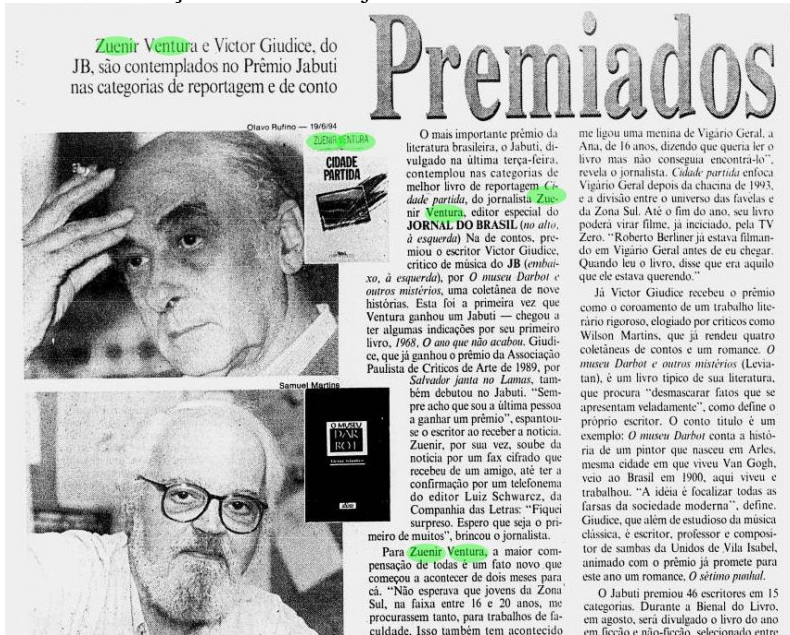 Zuenir Ventura e Victor Giudice, do
JB, são contemplados no Prêmio Jabuti
nas categorias de reportagem e de conto
Premiados
Olavo Rufino — 19/6/94
ZUENIR VENTURA
CIDADE
PARTIDA
Samuel Martins
O MUSEU
DAR
BOT
O mais importante prêmio da
literatura brasileira, o Jabuti, di-
vulgado na última terça-feira,
contemplou nas categorias de
melhor livro de reportagem Ci-
dade partida, do jornalista Zue-
nir Ventura, editor especial do
JORNAL DO BRASIL (no alto,
à esquerda) Na de contos, pre-
miou o escritor Victor Giudice,
crítico de música do JB (embai-
xo, à esquerda), por O museu Darbot e
outros mistérios, uma coletânea de nove
histórias. Esta foi a primeira vez que
Ventura ganhou um Jabuti — chegou a
ter algumas indicações por seu primeiro
livro, 1968, O ano que não acabou. Giudi-
ce, que já ganhou o prêmio da Associação
Paulista de Críticos de Arte de 1989, por
Salvador janta no Lamas, tam-
bém debutou no Jabuti. “Sem-
pre acho que sou a última pessoa
a ganhar um prêmio”, espantou-
se o escritor ao receber a notícia.
Zuenir, por sua vez, soube da
notícia por um fax cifrado que
recebeu de um amigo, até ter a
confirmação por um telefonema
do editor Luiz Schwarcz, da
Companhia das Letras: “Fiquei
surpreso. Espero que seja o pri-
meiro de muitos”, brincou o jornalista.
Para Zuenir Ventura, a maior com-
pensação de todas é um fato novo que
começou a acontecer de dois meses para
cá. “Não esperava que jovens da Zona
Sul, na faixa entre 16 e 20 anos, me
procurassem tanto, para trabalhos de fa-
culdade. Isso também tem acontecido
me ligou uma menina de Vigário Geral, a
Ana, de 16 anos, dizendo que queria ler o
livro mas não conseguia encontrá-lo”,
revela o jornalista. Cidade partida enfoca
Vigário Geral depois da chacina de 1993,
e a divisão entre o universo das favelas e
da Zona Sul. Até o fim do ano, seu livro
poderá virar filme, já iniciado, pela TV
Zero. “Roberto Berliner já estava filman-
do em Vigário Geral antes de eu chegar.
Quando leu o livro, disse que era aquilo
que ele estava querendo.”
Já Victor Giudice recebeu o prêmio
como o coroamento de um trabalho lite-
rário rigoroso, elogiado por críticos como
Wilson Martins, que já rendeu quatro
coletâneas de contos e um romance. O
museu Darbot e outros mistérios (Levia-
tan), é um livro típico de sua literatura,
que procura “desmascarar fatos que se
apresentam veladamente”, como define o
próprio escritor. O conto título é um
exemplo: O museu Darbot conta a histó-
ria de um pintor que nasceu em Arles,
mesma cidade em que viveu Van Gogh,
veio ao Brasil em 1900, aqui viveu e
trabalhou. “A idéia é focalizar todas as
farsas da sociedade moderna”, define.
Giudice, que além de estudioso da música
clássica, é escritor, professor e composi-
tor de sambas da Unidos de Vila Isabel,
animado com o prêmio já promete para
este ano um romance, O sétimo punhal.
O Jabuti premiou 46 escritores em 15
categorias. Durante a Bienal do Livro,
em agosto, será divulgado o livro do ano
em ficção e não-ficção, selecionado entre